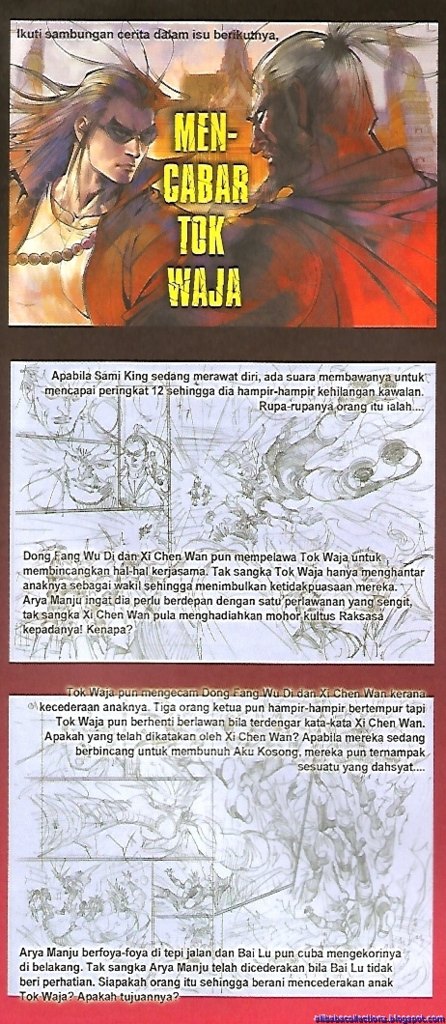 Ikuti sambungan cerita dalam isu berikutnya,
MEN-
CABAR
TOK
WAJA
Apabila Sami King sedang merawat diri, ada suara membawanya untuk
mencapai peringkat 12 sehingga dia hampir-hampir kehilangan kawalan.
Rupa-rupanya orang itu ialah....
Dong Fang Wu Di dan Xi Chen Wan pun mempelawa Tok Waja untuk
membincangkan hal-hal kerjasama. Tak sangka Tok Waja hanya menghantar
anaknya sebagai wakil sehingga menimbulkan ketidakpuasaan mereka.
Arya Manju ingat dia perlu berdepan dengan satu perlawanan yang sengit,
tak sangka Xi Chen Wan pula menghadiahkan mohor kultus Raksasa
kepadanya! Kenapa?
Tok Waja pun mengecam Dong Fang Wu Di dan Xi Chen Wan kerana
kecederaan anaknya. Tiga orang ketua pun hampir-hampir bertempur tapi
Tok Waja pun berhenti berlawan bila terdengar kata-kata Xi Chen Wan.
Apakah yang telah dikatakan oleh Xi Chen Wan? Apabila mereka sedang
berbincang untuk membunuh Aku Kosong, mereka pun ternampak
sesuatu yang dahsyat....
Arya Manju berfoya-foya di tepi jalan dan Bai Lu pun cuba mengekorinya
di belakang. Tak sangka Arya Manju telah dicederakan bila Bai Lu tidak
beri perhatian. Siapakah orang itu sehingga berani mencederakan anak
Tok Waja? Apakah tujuannya?
alibabacollections.blogspot.com